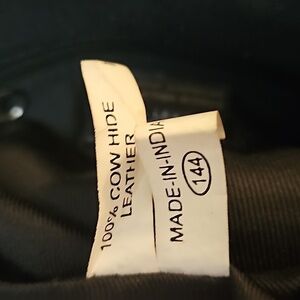 100% COW HIDE
LEATHER
MADE-IN-INDIA
144